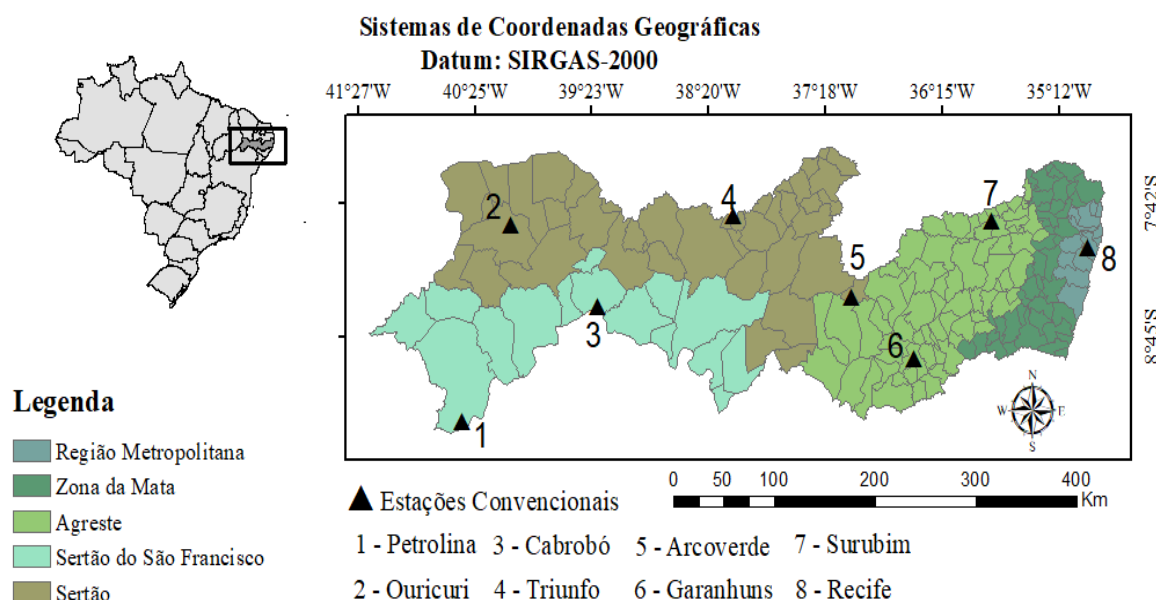 Sistemas de Coordenadas Geográficas
Datum: SIRGAS-2000
41°27'W 40°25'W 39°23'W 38°20'W 37°18'W 36°15'W 35°12'W
7°42'S
8°45'S
1
2
3
4
5
6
7
8
N
W E
S
Legenda
Região Metropolitana
Zona da Mata
Agreste
Sertão do São Francisco
Sertão
0 50 100 200 300 400
Km
Estações Convencionais
1 - Petrolina 3 - Cabrobó 5 - Arcoverde 7 - Surubim
2 - Ouricuri 4 - Triunfo 6 - Garanhuns 8 - Recife